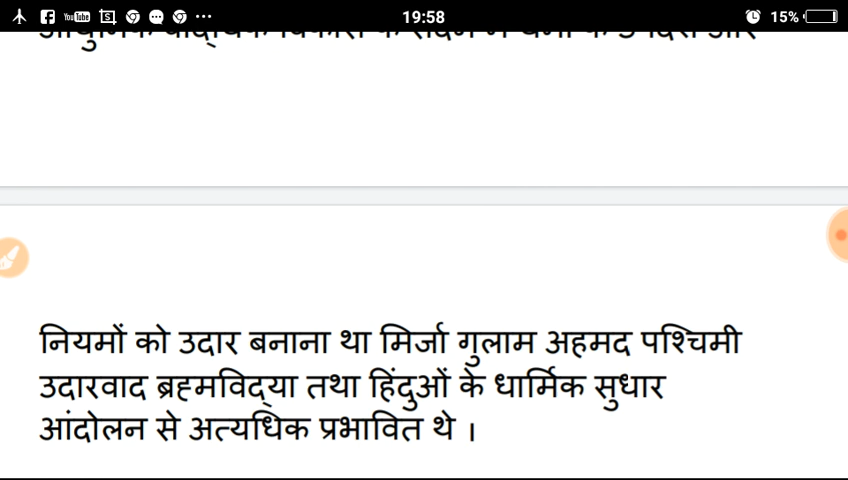 19:58
15%
नियमों को उदार बनाना था मिर्जा गुलाम अहमद पश्चिमी
उदारवाद ब्रह्मविद्या तथा हिंदुओं के धार्मिक सुधार
आंदोलन से अत्यधिक प्रभावित थे ।